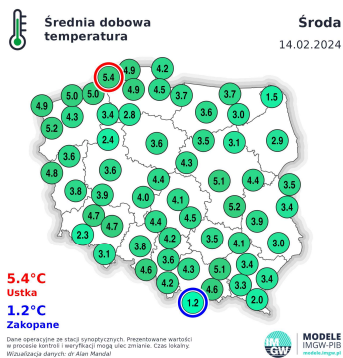 Średnia dobowa
temperatura
Środa
14.02.2024
5.4 4.9 4.2
5.0 5.0 4.9 4.5 3.7 3.7 1.5
4.9 4.3 3.4 2.8 3.6 3.0
5.2 2.4 3.6 3.5 3.1 2.9
3.6 4.3
4.8 3.6 4.4 5.1 4.4 3.5
3.8 3.9 4.0 4.1 5.2 3.4
4.7 4.7 4.4 4.5 3.9
2.3 3.8 4.2 3.5 4.1 3.0
3.1 4.6 3.6 4.3 5.1 3.4
4.2 4.6 3.3 3.4
1.2 2.0
5.4°C
Ustka
1.2°C
Zakopane
Dane operacyjne ze stacji synoptycznych. Prezentowane wartości
w procesie kontroli i weryfikacji mogą ulec zmianie. Czas lokalny.
Wizualizacja danych: dr Alan Mandal
IM
GW
MODELE
IMGW-PIB
modele.imgw.pl